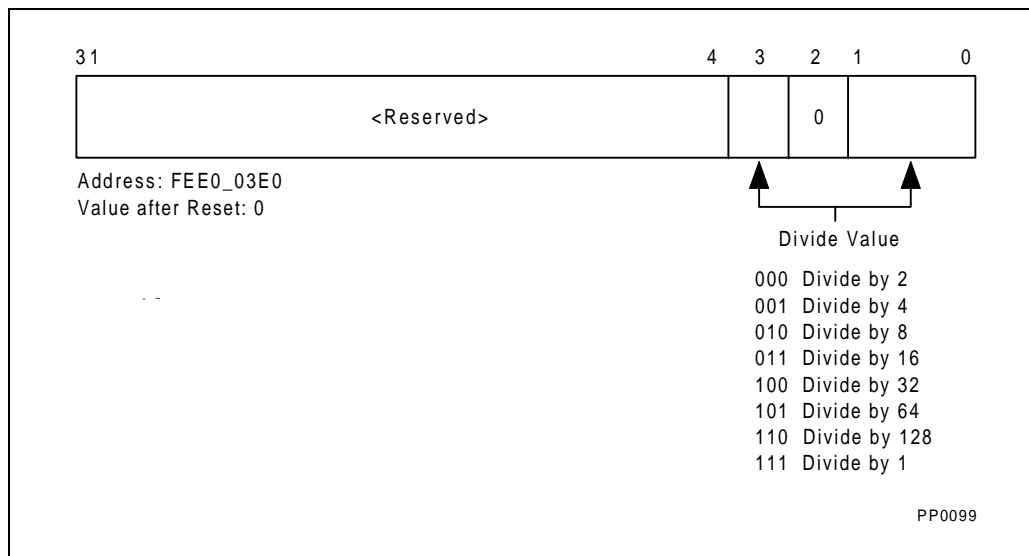 31 4 3 2 1 0
<Reserved> 0
Address: FEE0_03E0
Value after Reset: 0
Divide Value
000 Divide by 2
001 Divide by 4
010 Divide by 8
011 Divide by 16
100 Divide by 32
101 Divide by 64
110 Divide by 128
111 Divide by 1
PP0099